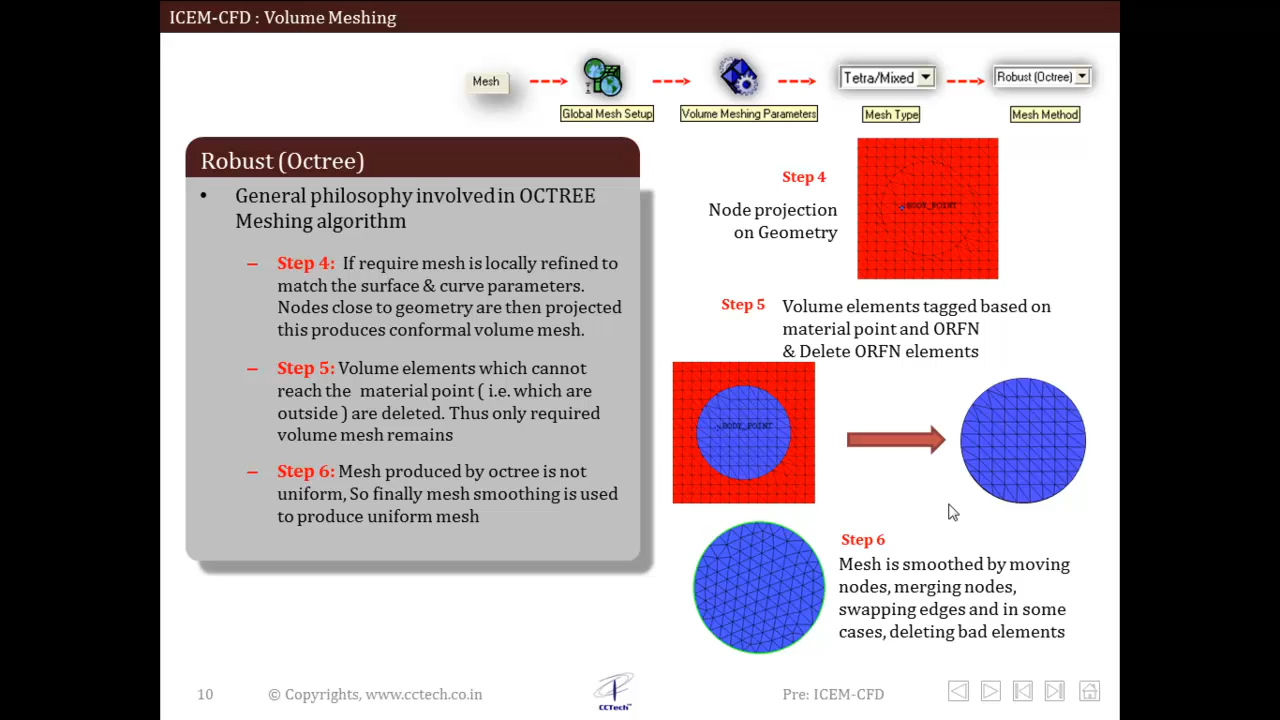 ICEM-CFD : Volume Meshing
Mesh
Global Mesh Setup
Volume Meshing Parameters
Tetra/Mixed
Mesh Type
Robust (Octree)
Mesh Method
Robust (Octree)
• General philosophy involved in OCTREE
Meshing algorithm
– Step 4: If require mesh is locally refined to
match the surface & curve parameters.
Nodes close to geometry are then projected
this produces conformal volume mesh.
– Step 5: Volume elements which cannot
reach the material point ( i.e. which are
outside ) are deleted. Thus only required
volume mesh remains
– Step 6: Mesh produced by octree is not
uniform, So finally mesh smoothing is used
to produce uniform mesh
Step 4
Node projection
on Geometry
BODY_POINT
Step 5
Volume elements tagged based on
material point and ORFN
& Delete ORFN elements
BODY_POINT
Step 6
Mesh is smoothed by moving
nodes, merging nodes,
swapping edges and in some
cases, deleting bad elements
10
© Copyrights, www.cctech.co.in
CCTech™
Pre: ICEM-CFD